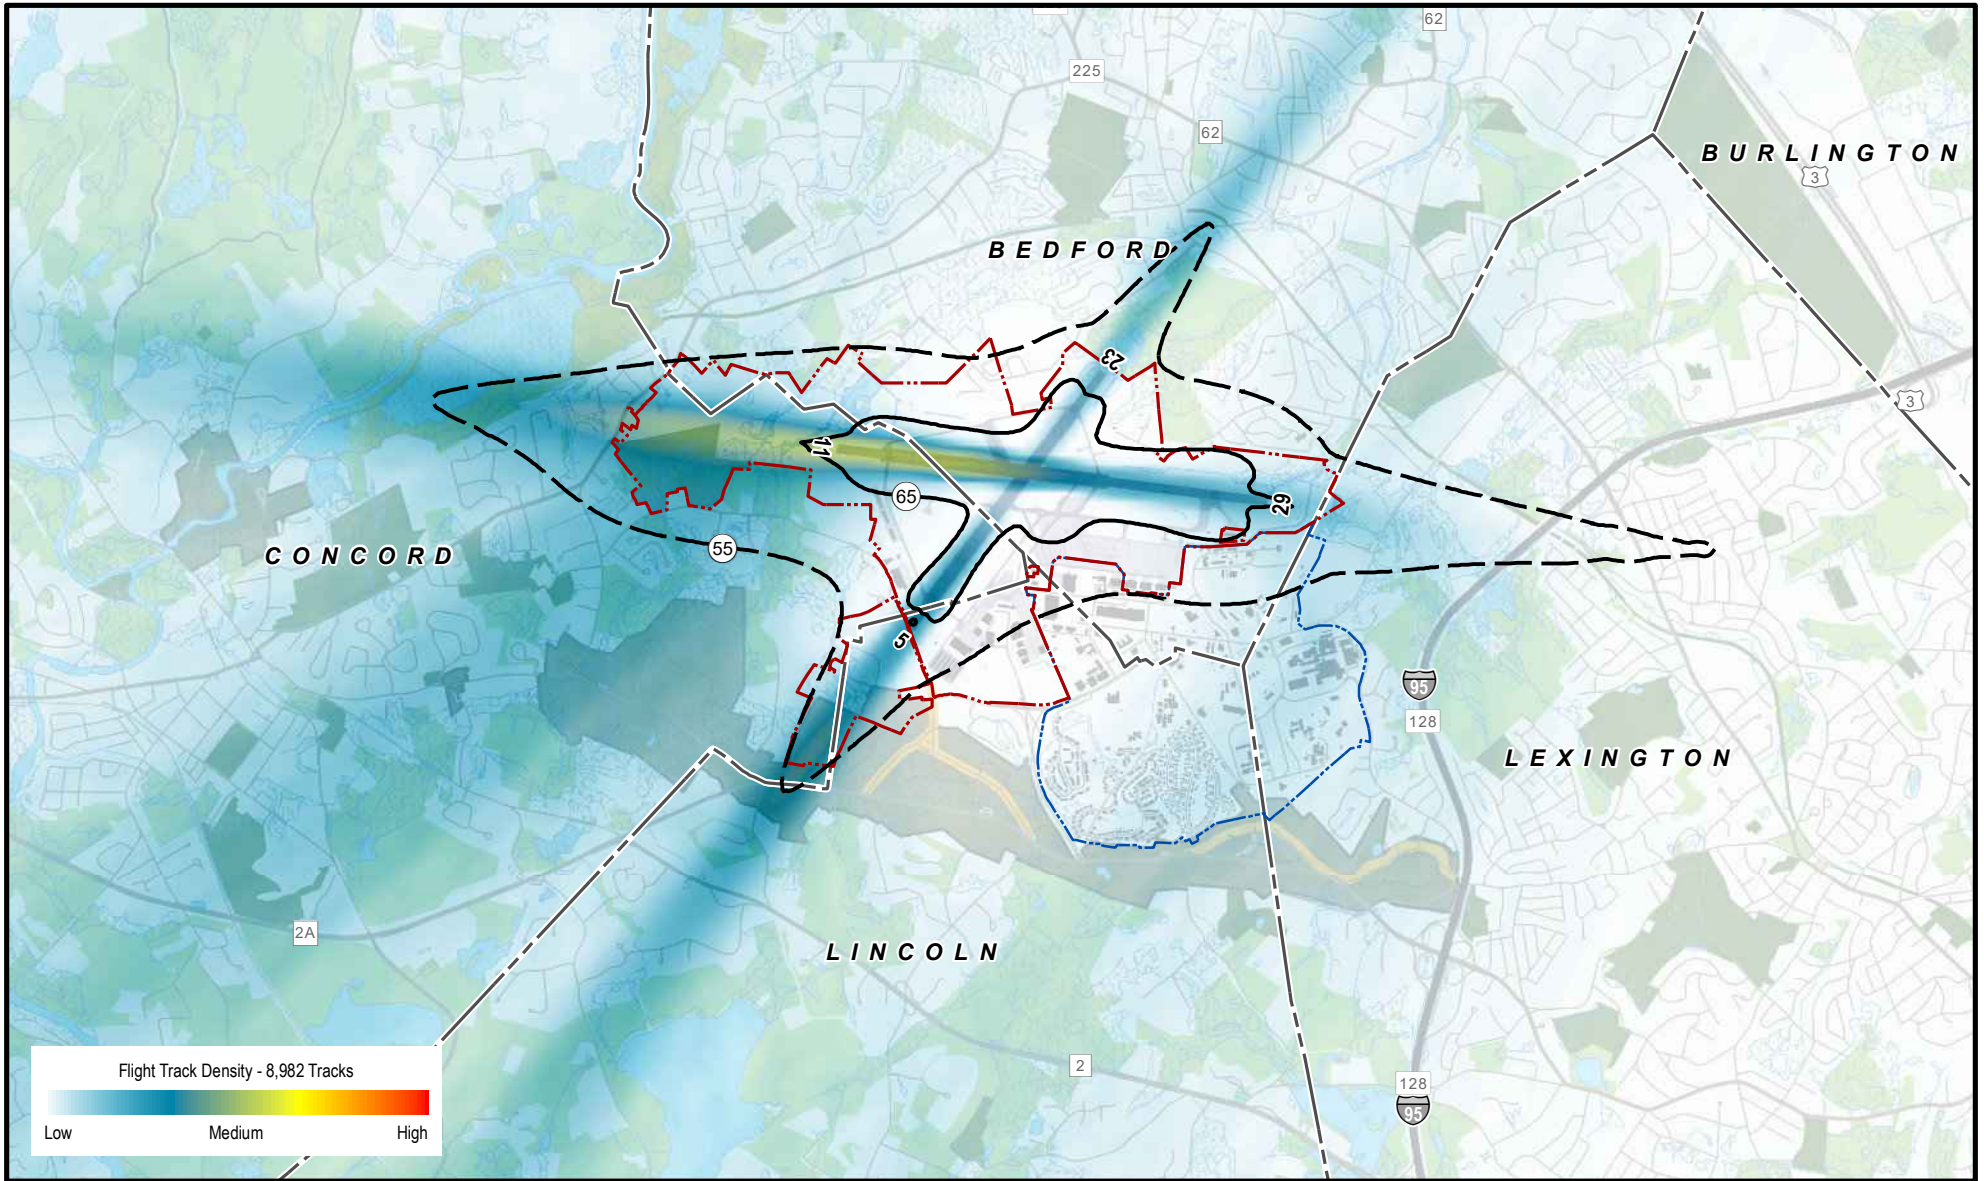 62
225
62
BURLINGTON
3
BEDFORD
23
3
11
65
29
55
CONCORD
5
95
128
LEXINGTON
2A
LINCOLN
2
128
95
Flight Track Density - 8,982 Tracks
Low Medium High